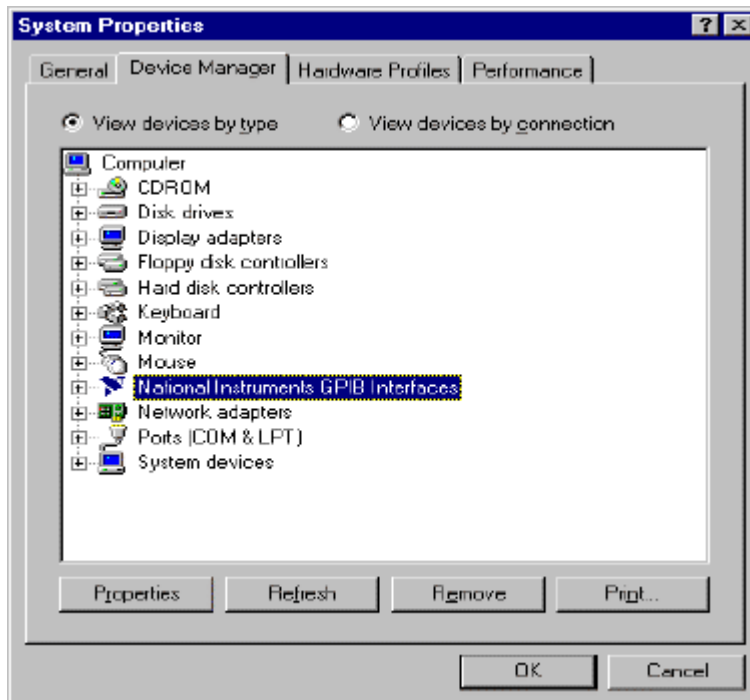 System Properties
General Device Manager Hardware Profiles Performance
View devices by type View devices by connection
Computer
CDROM
Disk drives
Display adapters
Floppy disk controllers
Hard disk controllers
Keyboard
Monitor
Mouse
National Instruments GPIB Interfaces
Network adapters
Ports (COM & LPT)
System devices
Properties Refresh Remove Print...
OK Cancel